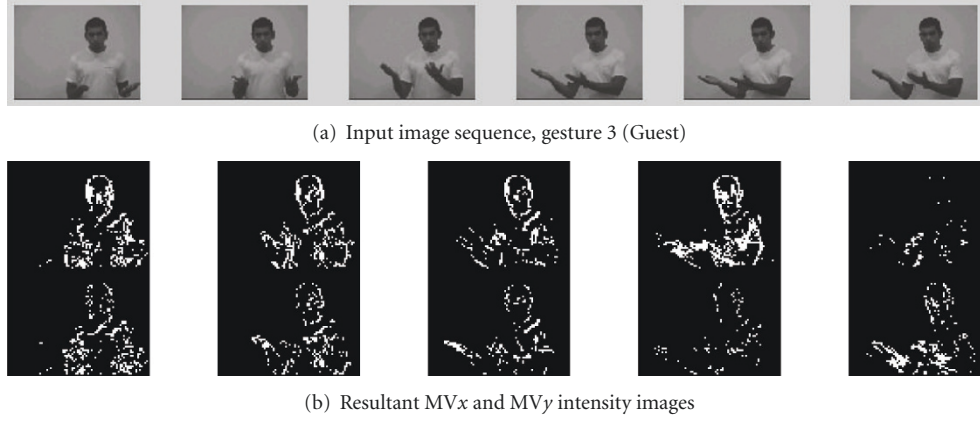 (a) Input image sequence, gesture 3 (Guest)
(b) Resultant MVx and MVy intensity images